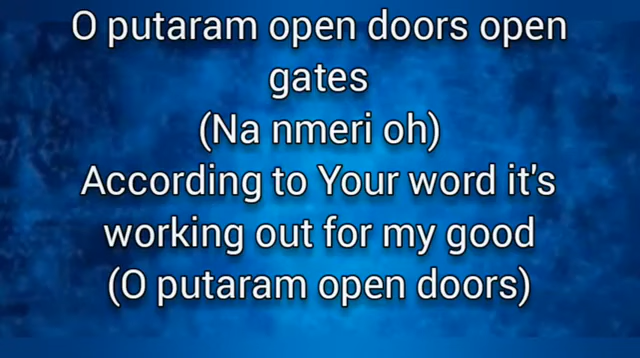 O putaram open doors open
gates
(Na nmeri oh)
According to Your word it's
working out for my good
(O putaram open doors)